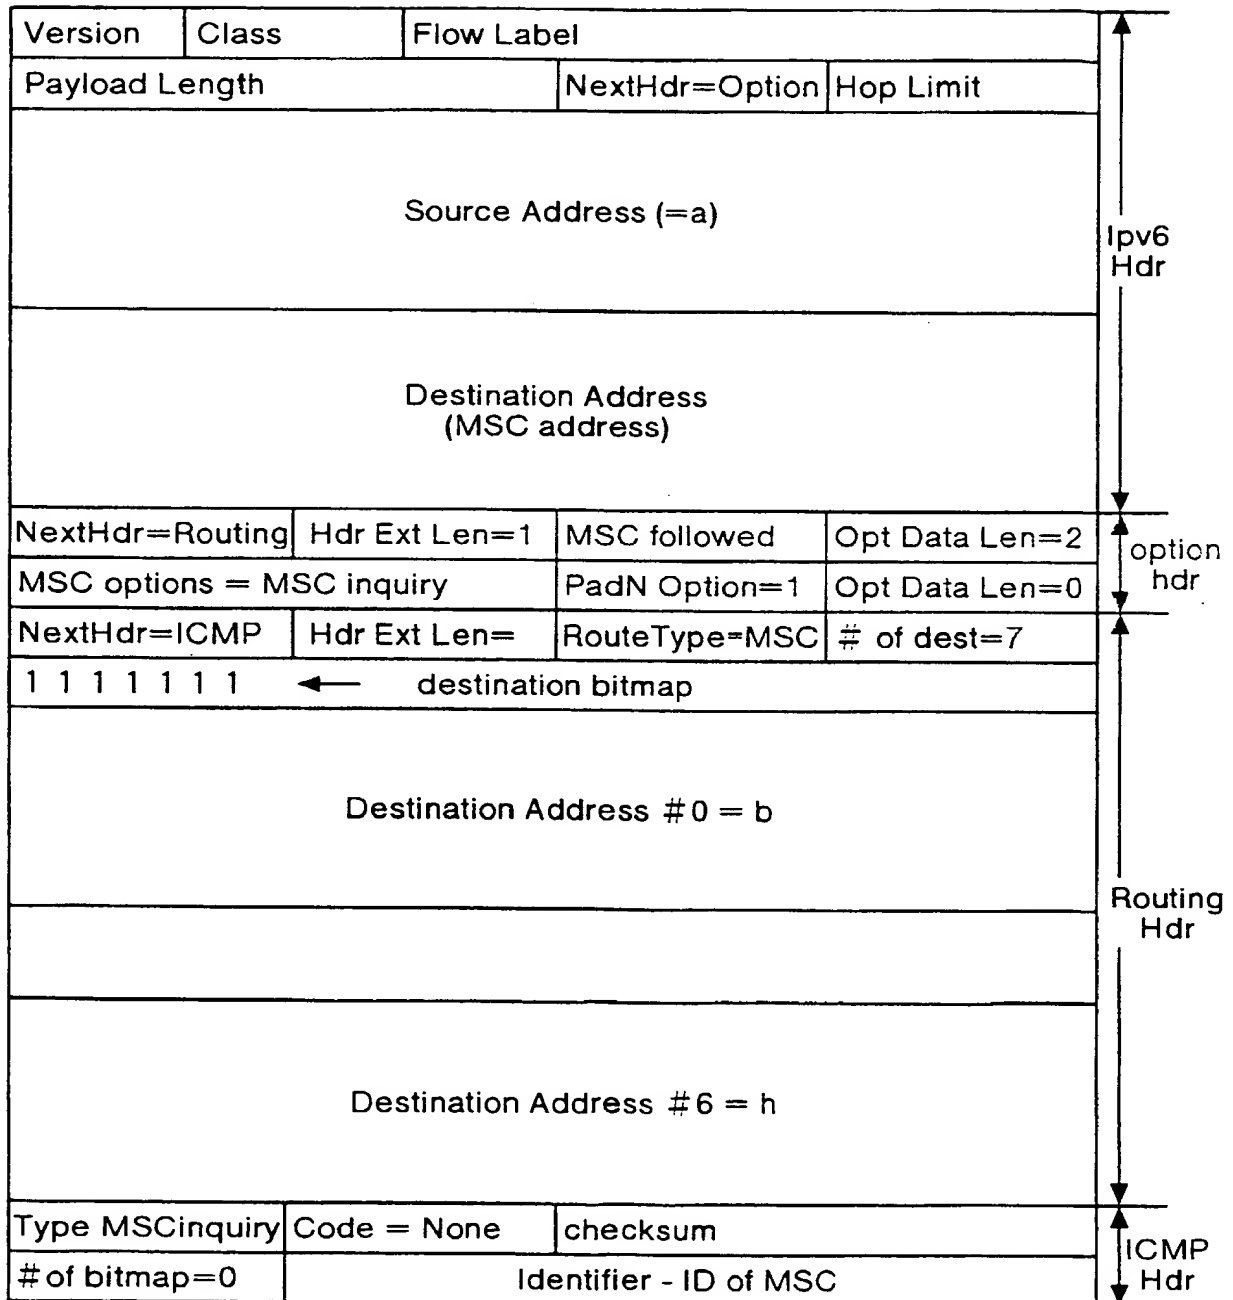 Version Class Flow Label
Payload Length NextHdr=Option Hop Limit
Source Address (=a)
Ipv6
Hdr
Destination Address
(MSC address)
NextHdr=Routing Hdr Ext Len=1 MSC followed Opt Data Len=2
MSC options = MSC inquiry PadN Option=1 Opt Data Len=0
option
hdr
NextHdr=ICMP Hdr Ext Len= RouteType=MSC # of dest=7
1 1 1 1 1 1 1 ← destination bitmap
Destination Address #0 = b
Routing
Hdr
Destination Address #6 = h
Type MSCinquiry Code = None checksum
#of bitmap=0 Identifier - ID of MSC
ICMP
Hdr